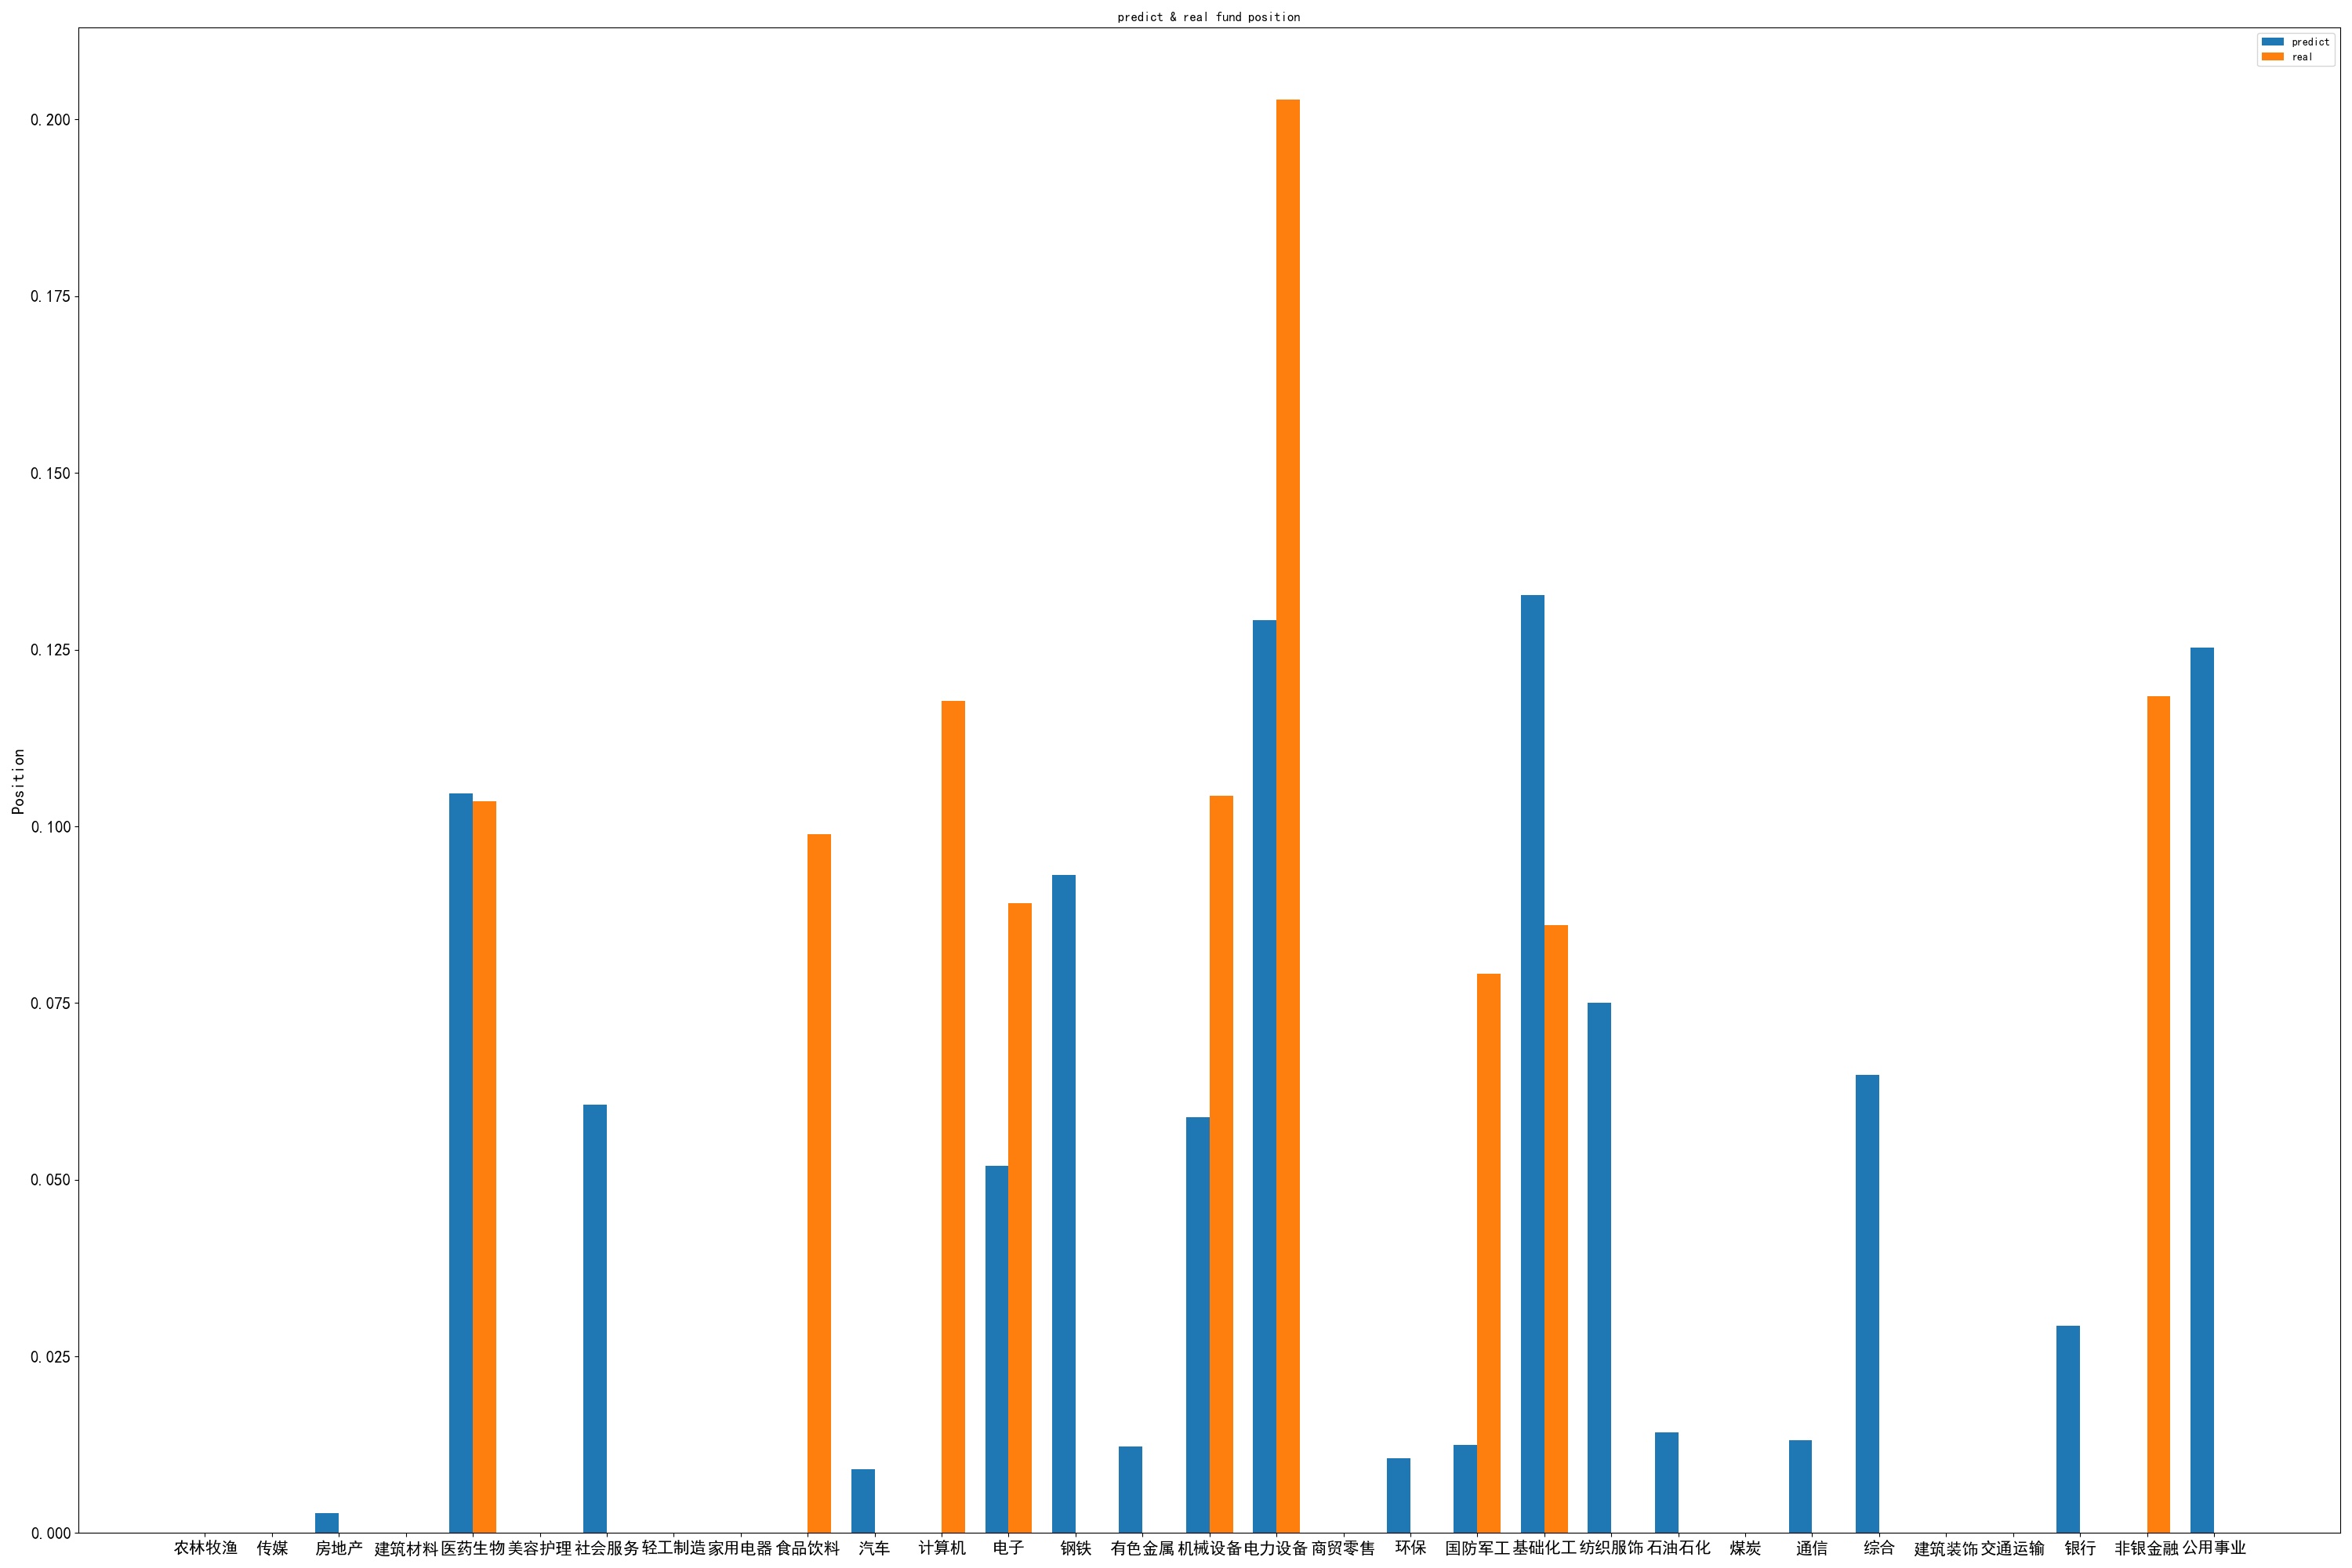 predict & real fund position
predict
real
Position
0.200
0.175
0.150
0.125
0.100
0.075
0.050
0.025
0.000
农林牧渔 传媒 房地产 建筑材料 医药生物 美容护理 社会服务 轻工制造 家用电器 食品饮料 汽车 计算机 电子 钢铁 有色金属 机械设备 电力设备 商贸零售 环保 国防军工 基础化工 纺织服饰 石油石化 煤炭 通信 综合 建筑装饰 交通运输 银行 非银金融 公用事业